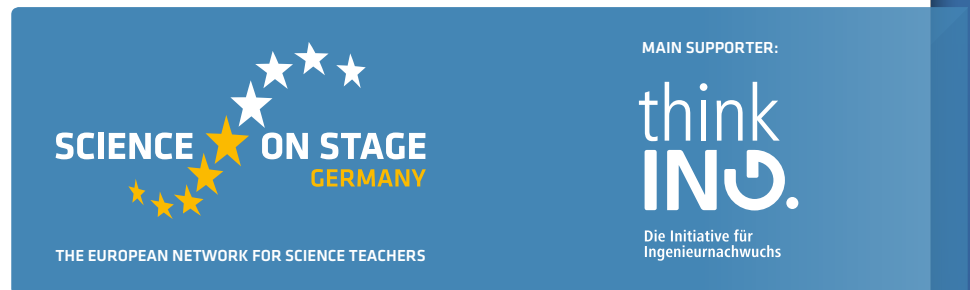 SCIENCE ON STAGE
GERMANY
THE EUROPEAN NETWORK FOR SCIENCE TEACHERS
MAIN SUPPORTER:
think
ING.
Die Initiative für
Ingenieurnachwuchs